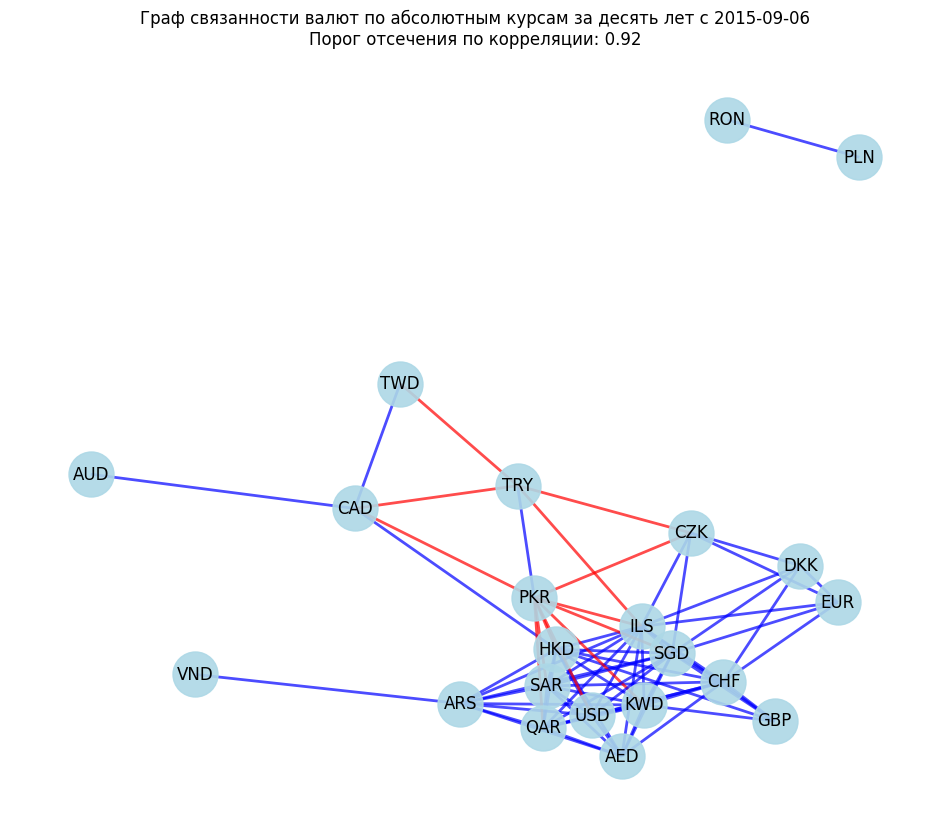 Граф связанности валют по абсолютным курсам за десять лет с 2015-09-06
Порог отсечения по корреляции: 0.92
RON
PLN
TWD
AUD
TRY
CAD
CZK
DKK
PKR
EUR
ILS
HKD
SGD
VND
SAR
CHF
ARS
KWD
USD
GBP
QAR
AED